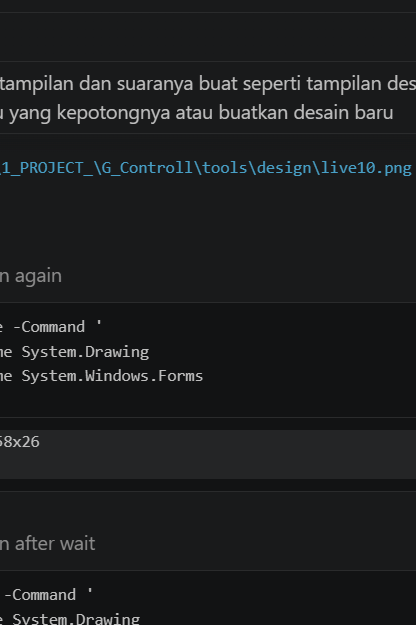 tampilan dan suaranya buat seperti tampilan des
yang kepotongnya atau buatkan desain baru
1_PROJECT_\G_Controll\tools\design\live10.png
n again
e -Command '
me System.Drawing
me System.Windows.Forms
58x26
n after wait
-Command '
e System.Drawing